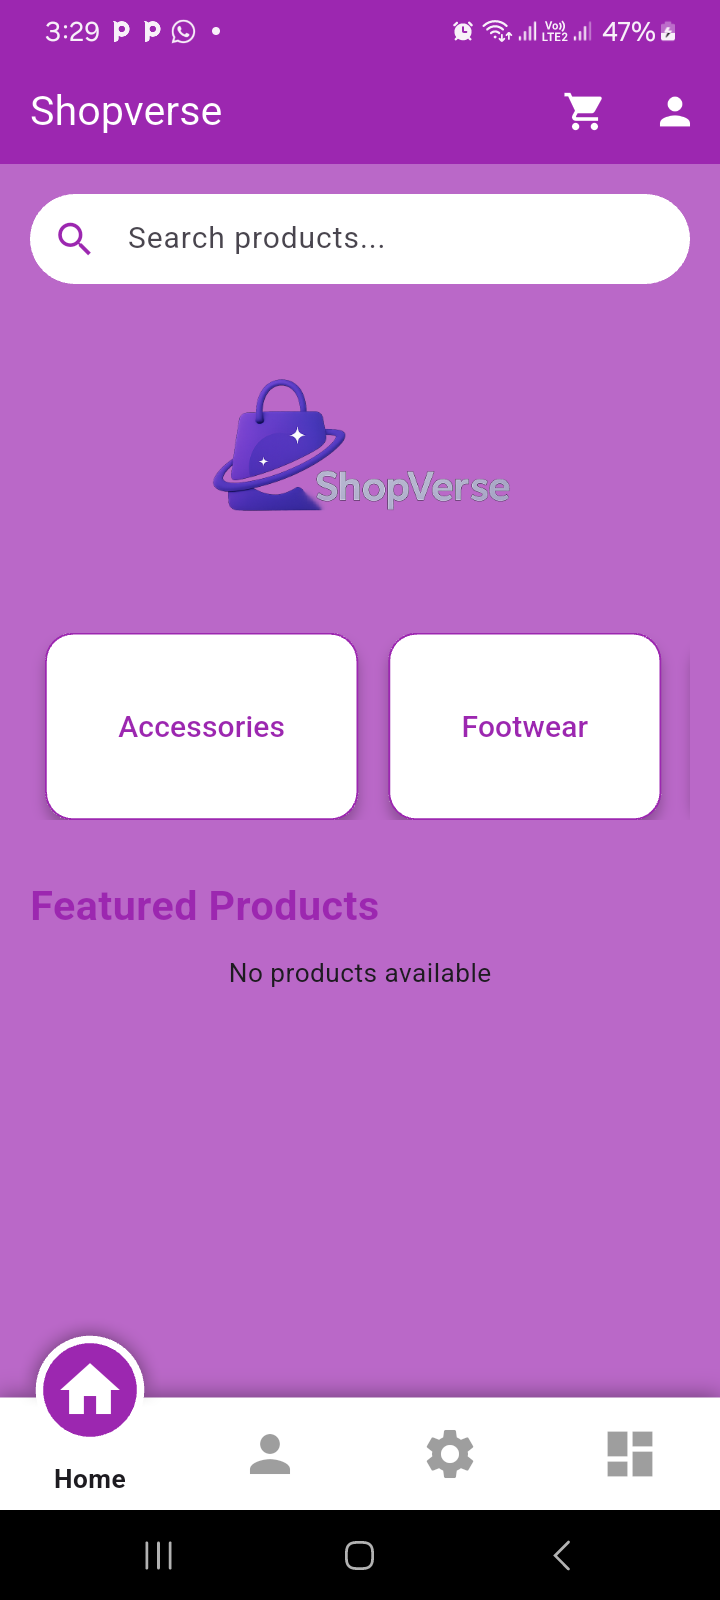 3:29 47%
Vo))
LTE2
Shopverse
Search products...
ShopVerse
Accessories Footwear
Featured Products
No products available
Home